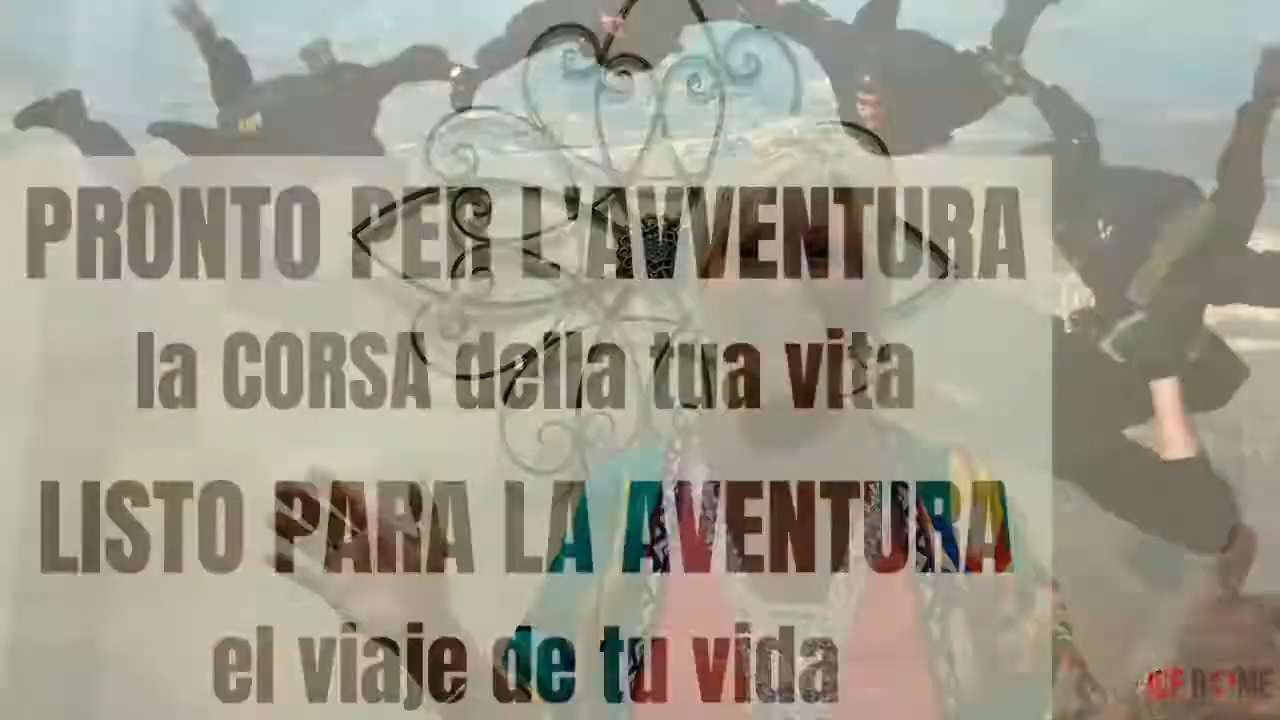 PRONTO PER L'AVVENTURA
la CORSA della tua vita
LISTO PARA LA AVENTURA
el viaje de tu vida